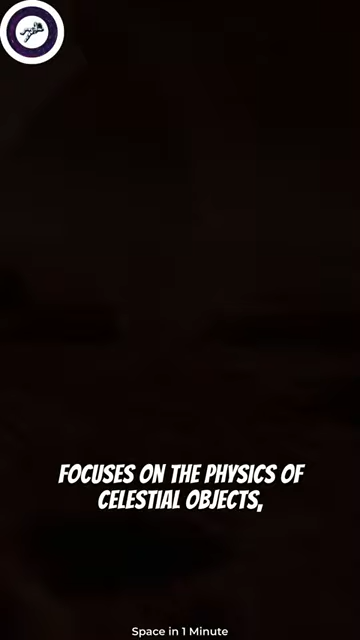 FOCUSES ON THE PHYSICS OF
CELESTIAL OBJECTS,
Space in 1 Minute